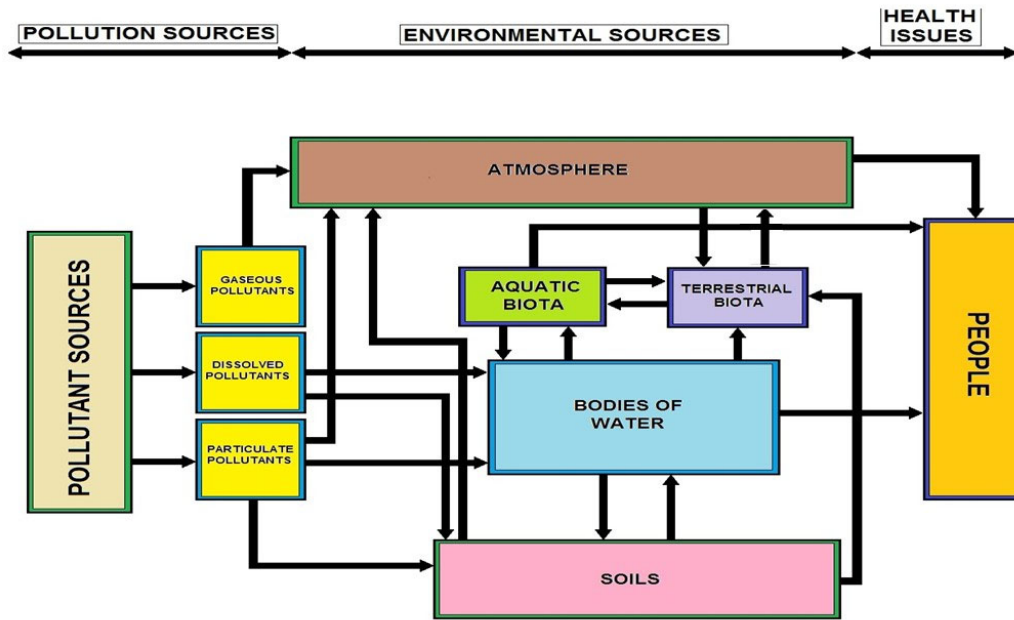 POLLUTION SOURCES
ENVIRONMENTAL SOURCES
HEALTH
ISSUES
ATMOSPHERE
POLLUTANT SOURCES
GASEOUS
POLLUTANTS
DISSOLVED
POLLUTANTS
PARTICULATE
POLLUTANTS
AQUATIC
BIOTA
TERRESTRIAL
BIOTA
BODIES OF
WATER
SOILS
PEOPLE